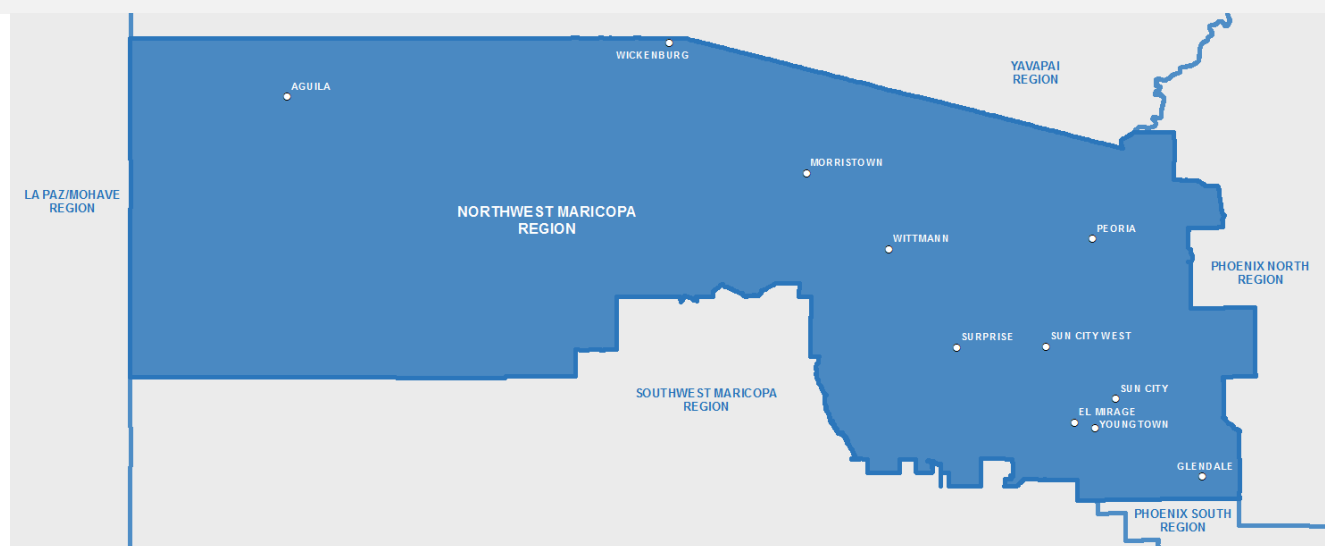 WICKENBURG
YAVAPAI
REGION
AGUILA
MORRISTOWN
LA PAZ/MOHAVE
REGION
NORTHWEST MARICOPA
REGION
PEORIA
WITTMANN
PHOENIX NORTH
REGION
SURPRISE
SUN CITY WEST
SOUTHWEST MARICOPA
REGION
SUN CITY
EL MIRAGE
YOUNGTOWN
GLENDALE
PHOENIX SOUTH
REGION